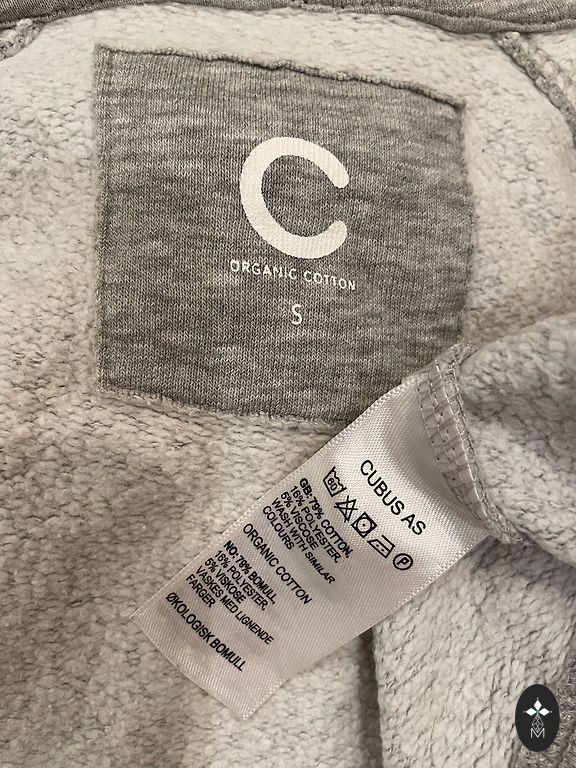 C
ORGANIC COTTON
S
CUBUS AS
60
P
GB: 79% COTTON,
16% POLYESTER,
5% VISCOSE
WASH WITH SIMILAR
COLOURS
ORGANIC COTTON
NO: 79% BOMULL,
16% POLYESTER,
5% VISKOSE
VASKES MED LIGNENDE
FARGER
ØKOLOGISK BOMULL
M